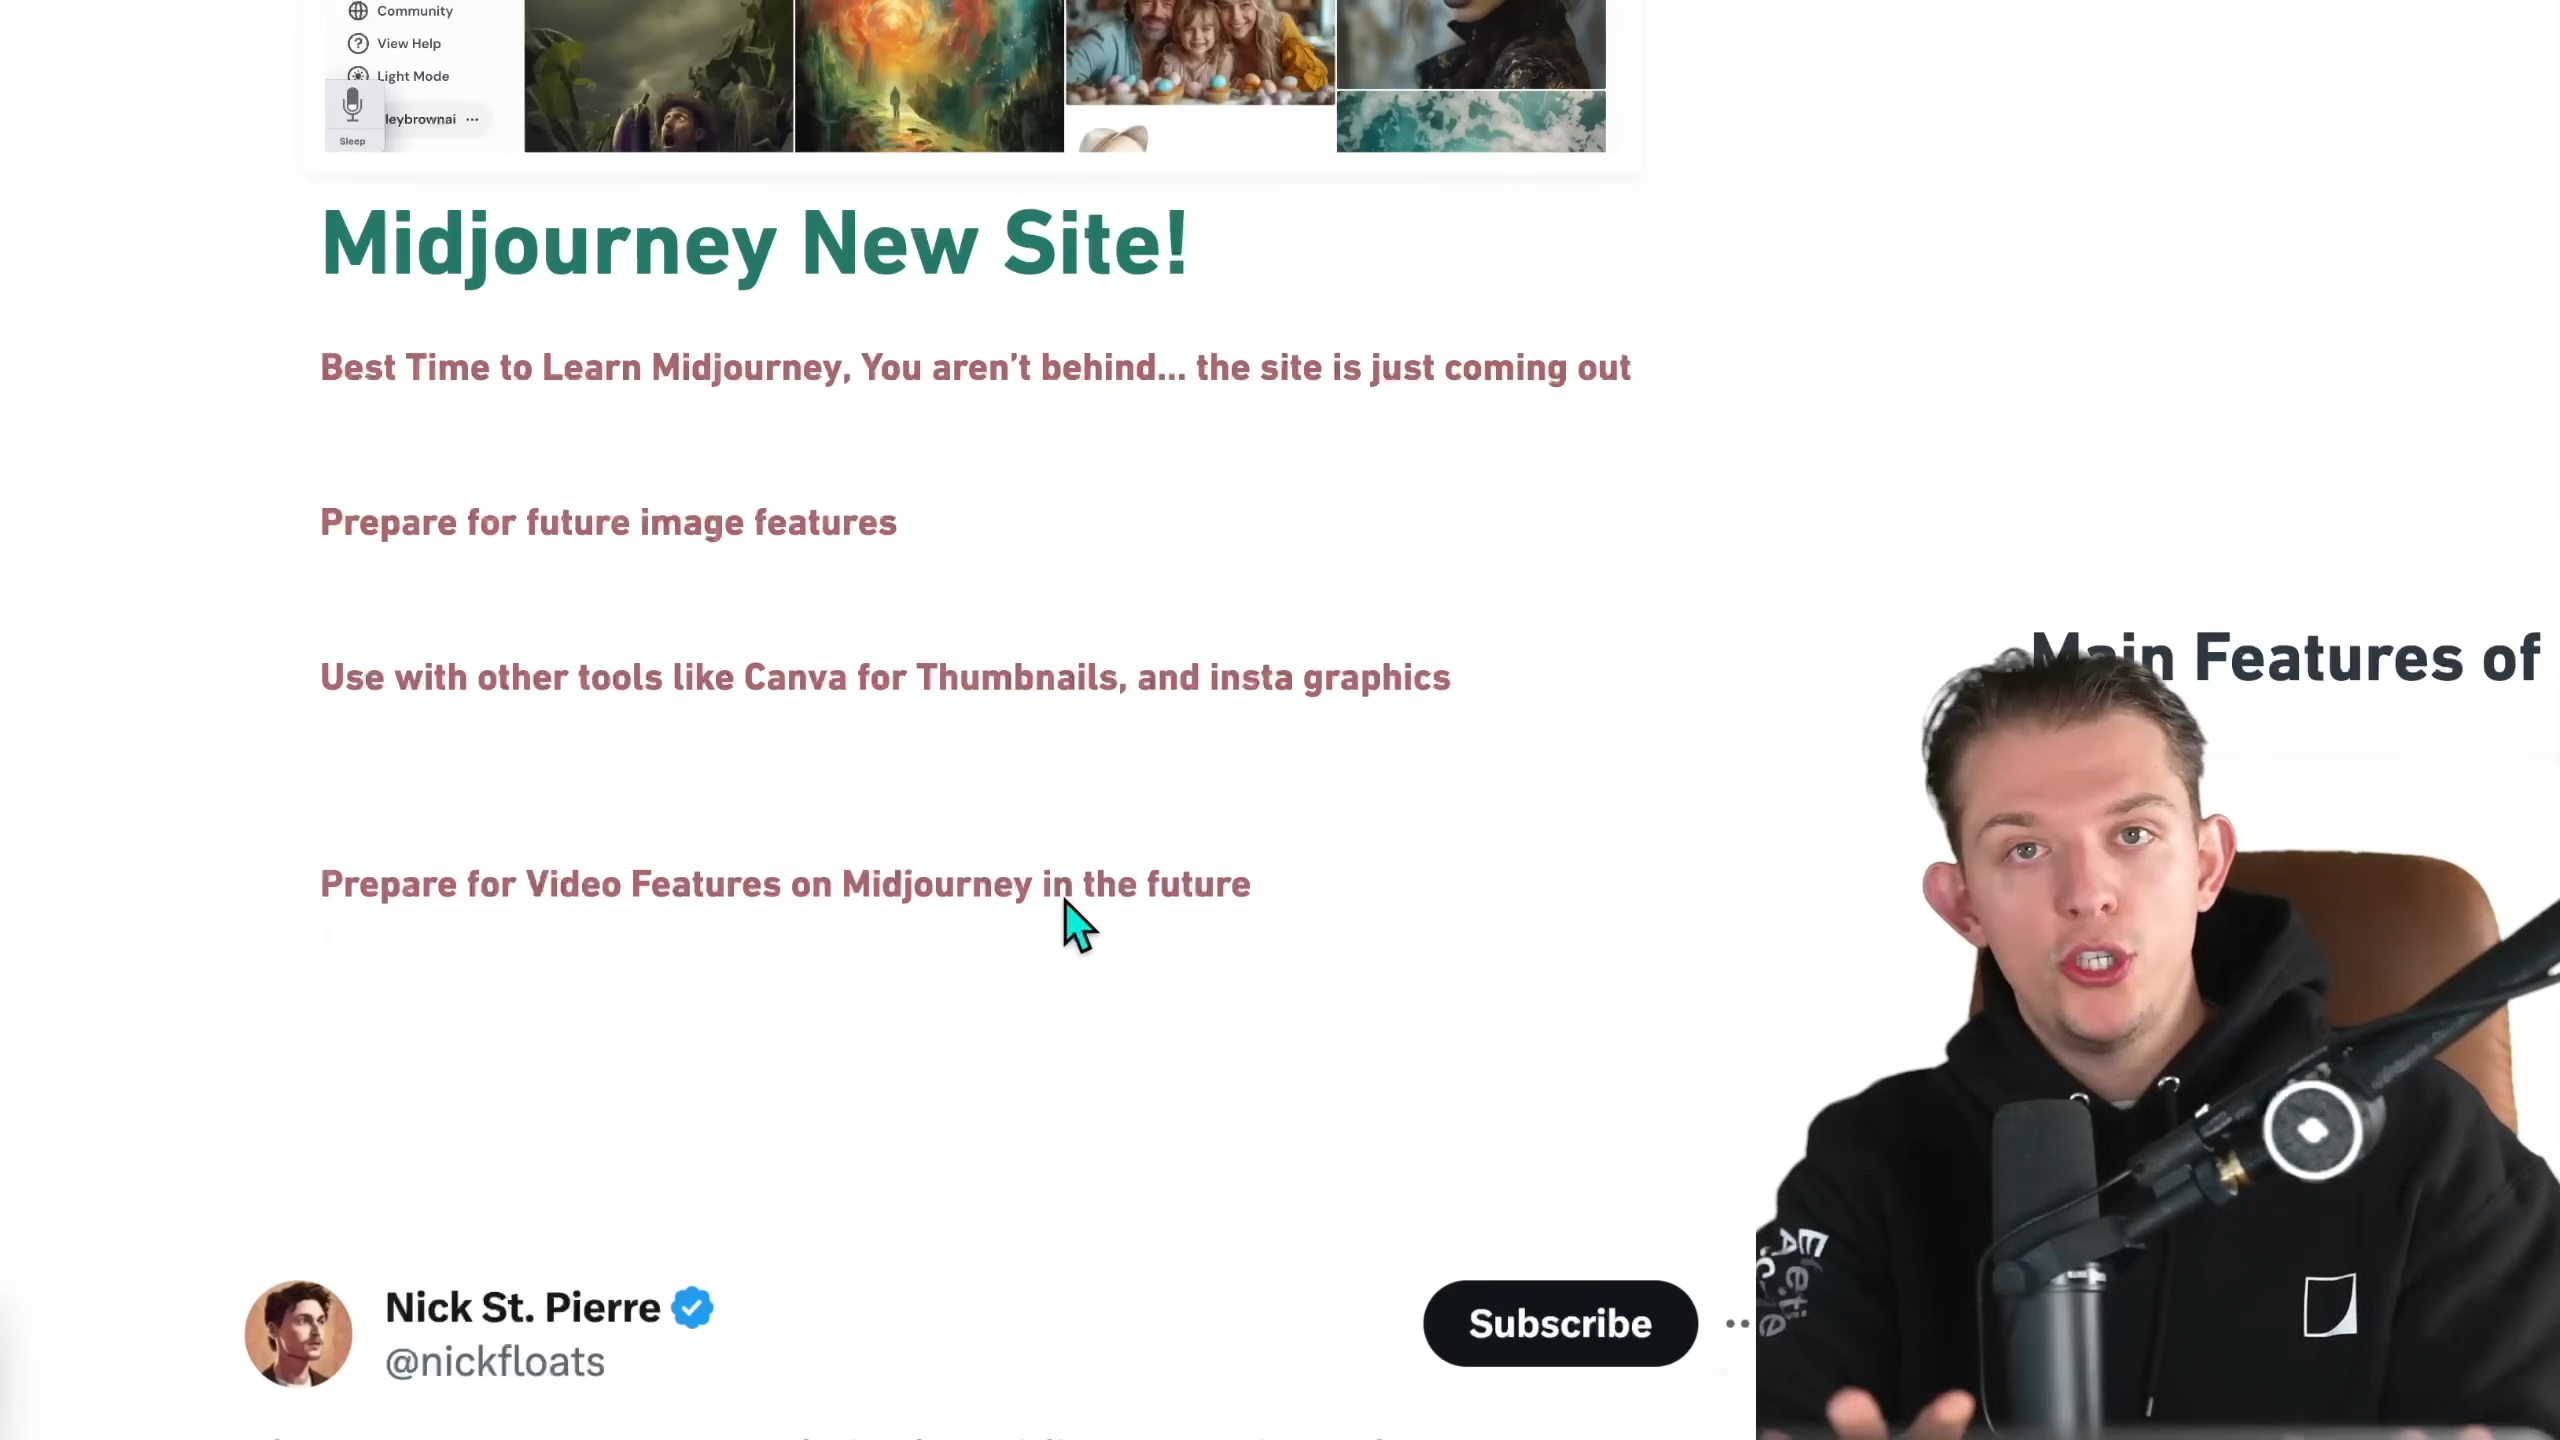 Community
View Help
Light Mode
leybrownai ...
Sleep
Midjourney New Site!
Best Time to Learn Midjourney, You aren’t behind... the site is just coming out
Prepare for future image features
Use with other tools like Canva for Thumbnails, and insta graphics
Main Features of
Prepare for Video Features on Midjourney in the future
Nick St. Pierre
@nickfloats
Subscribe